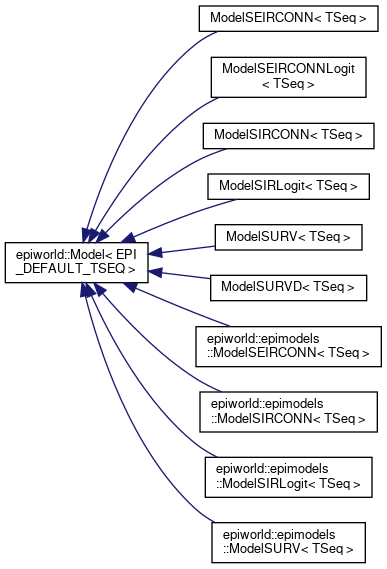 ModelSEIRCONN< TSeq >
ModelSEIRCONNLogit
< TSeq >
ModelSIRCONN< TSeq >
ModelSIRLogit< TSeq >
ModelSURV< TSeq >
epiworld::Model< EPI
_DEFAULT_TSEQ >
ModelSURVD< TSeq >
epiworld::epimodels
::ModelSEIRCONN< TSeq >
epiworld::epimodels
::ModelSIRCONN< TSeq >
epiworld::epimodels
::ModelSIRLogit< TSeq >
epiworld::epimodels
::ModelSURV< TSeq >